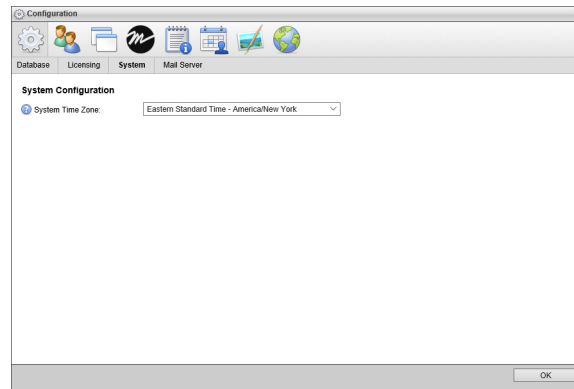 Configuration
Database Licensing System Mail Server
System Configuration
System Time Zone: Eastern Standard Time - America/New York
OK